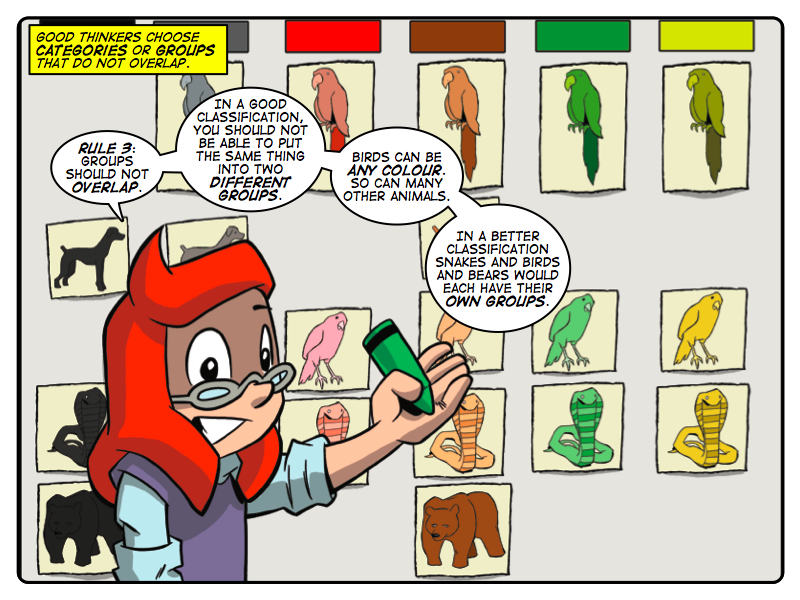 GOOD THINKERS CHOOSE
CATEGORIES OR GROUPS
THAT DO NOT OVERLAP.
RULE 3:
GROUPS
SHOULD NOT
OVERLAP.
IN A GOOD
CLASSIFICATION,
YOU SHOULD NOT
BE ABLE TO PUT
THE SAME THING
INTO TWO
DIFFERENT
GROUPS.
BIRDS CAN BE
ANY COLOUR.
SO CAN MANY
OTHER ANIMALS.
IN A BETTER
CLASSIFICATION
SNAKES AND BIRDS
AND BEARS WOULD
EACH HAVE THEIR
OWN GROUPS.